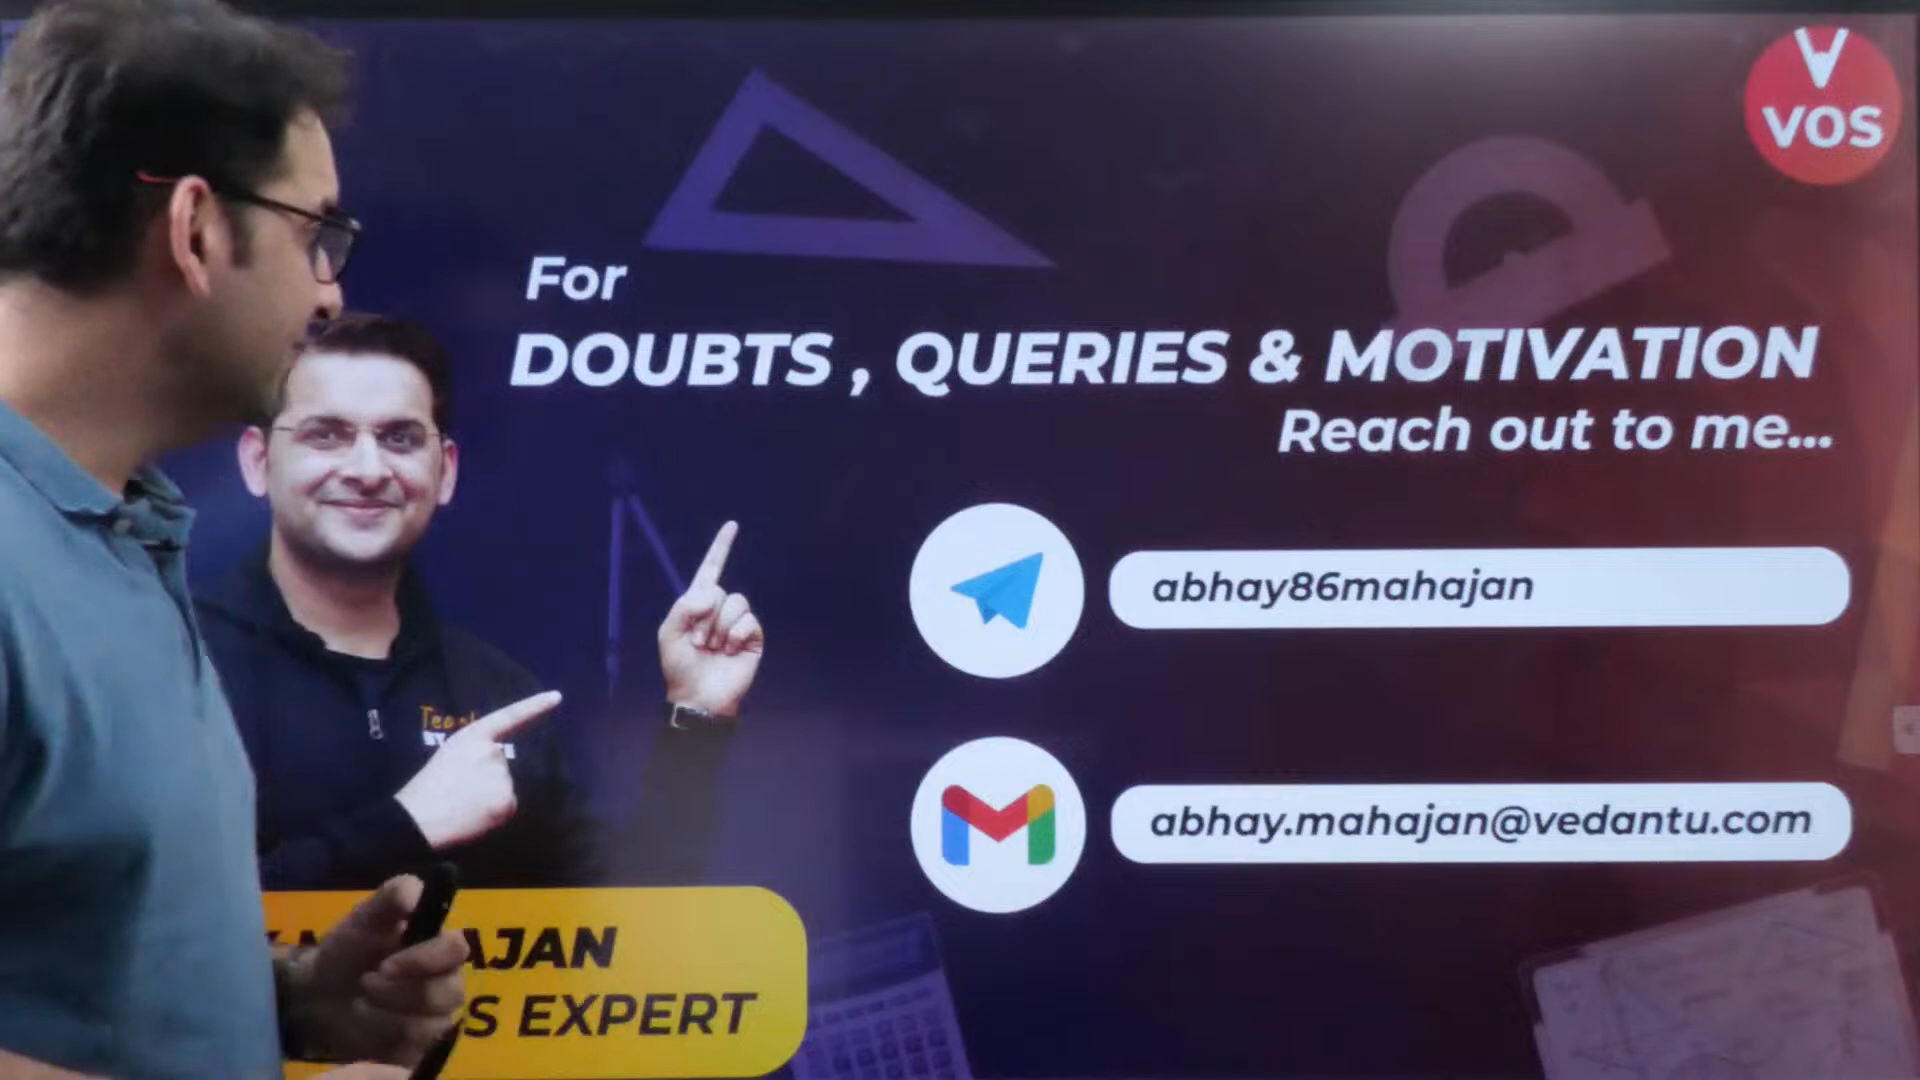 VOS
For
DOUBTS , QUERIES & MOTIVATION
Reach out to me...
abhay86mahajan
abhay.mahajan@vedantu.com
AJAN
S EXPERT